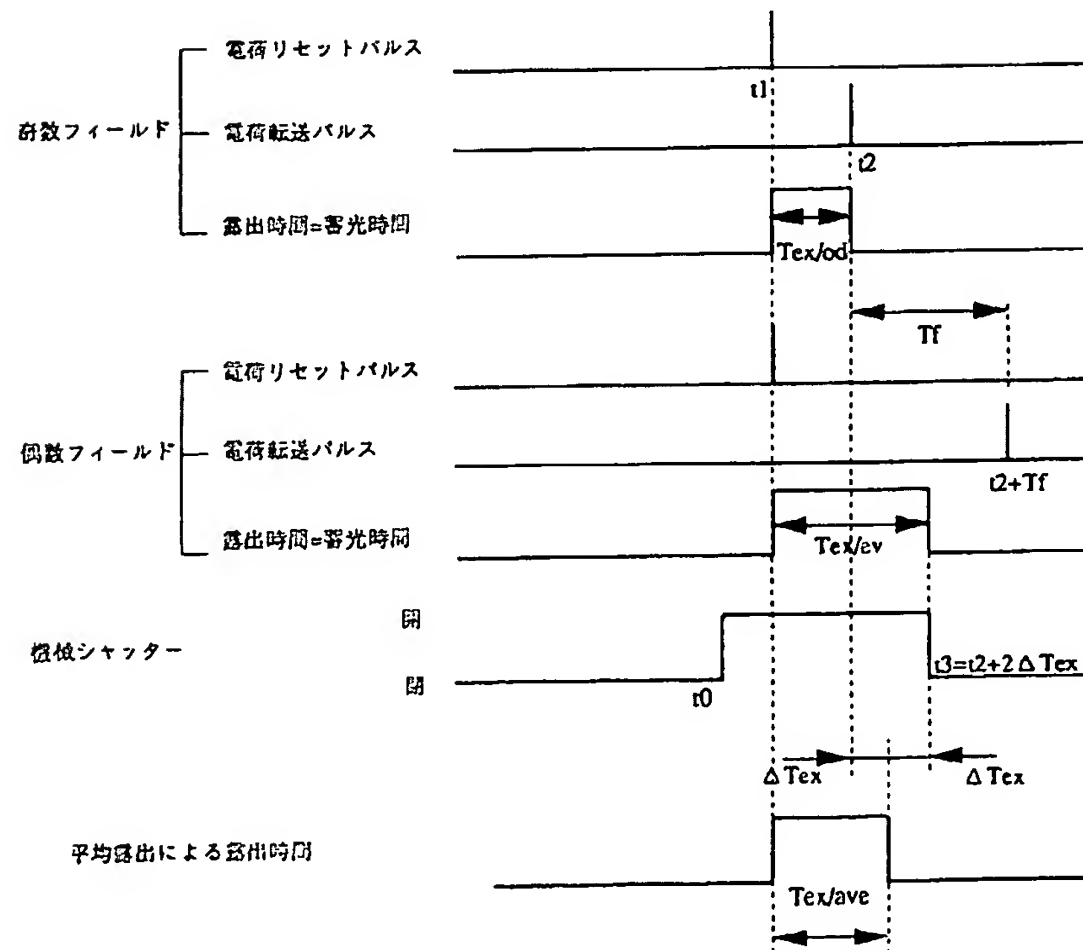 電荷リセットパルス
t1
奇数フィールド
電荷転送パルス
t2
露出時間=蓄光時間
Tex/od
Tf
電荷リセットパルス
偶数フィールド
電荷転送パルス
t2+Tf
露出時間=蓄光時間
Tex/ev
開
機械シャッター
t3=t2+2ΔTex
閉
t0
ΔTex
ΔTex
平均露出による露出時間
Tex/ave